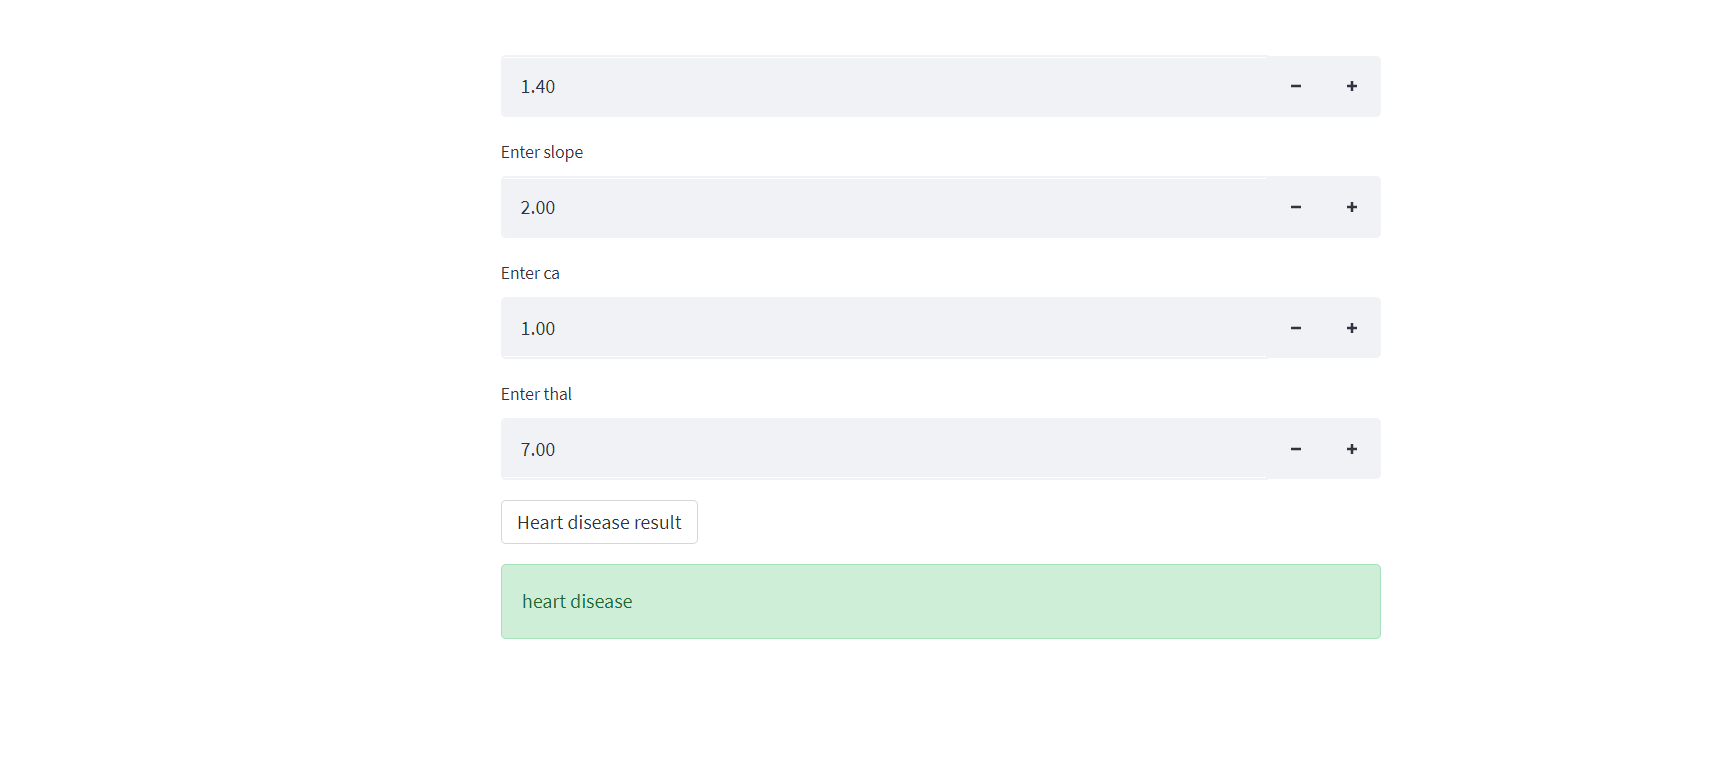 1.40
Enter slope
2.00
Enter ca
1.00
Enter thal
7.00
Heart disease result
heart disease